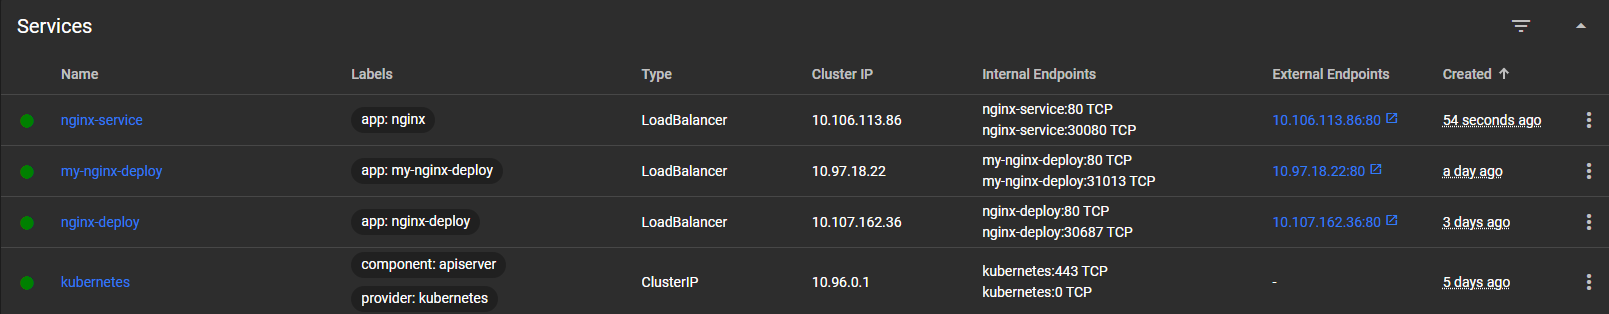 Services
Name Labels Type Cluster IP Internal Endpoints External Endpoints Created
nginx-service app: nginx LoadBalancer 10.106.113.86 nginx-service:80 TCP 10.106.113.86:80 54 seconds ago
nginx-service:30080 TCP
my-nginx-deploy app: my-nginx-deploy LoadBalancer 10.97.18.22 my-nginx-deploy:80 TCP 10.97.18.22:80 a day ago
my-nginx-deploy:31013 TCP
nginx-deploy app: nginx-deploy LoadBalancer 10.107.162.36 nginx-deploy:80 TCP 10.107.162.36:80 3 days ago
nginx-deploy:30687 TCP
kubernetes component: apiserver ClusterIP 10.96.0.1 kubernetes:443 TCP - 5 days ago
provider: kubernetes kubernetes:0 TCP